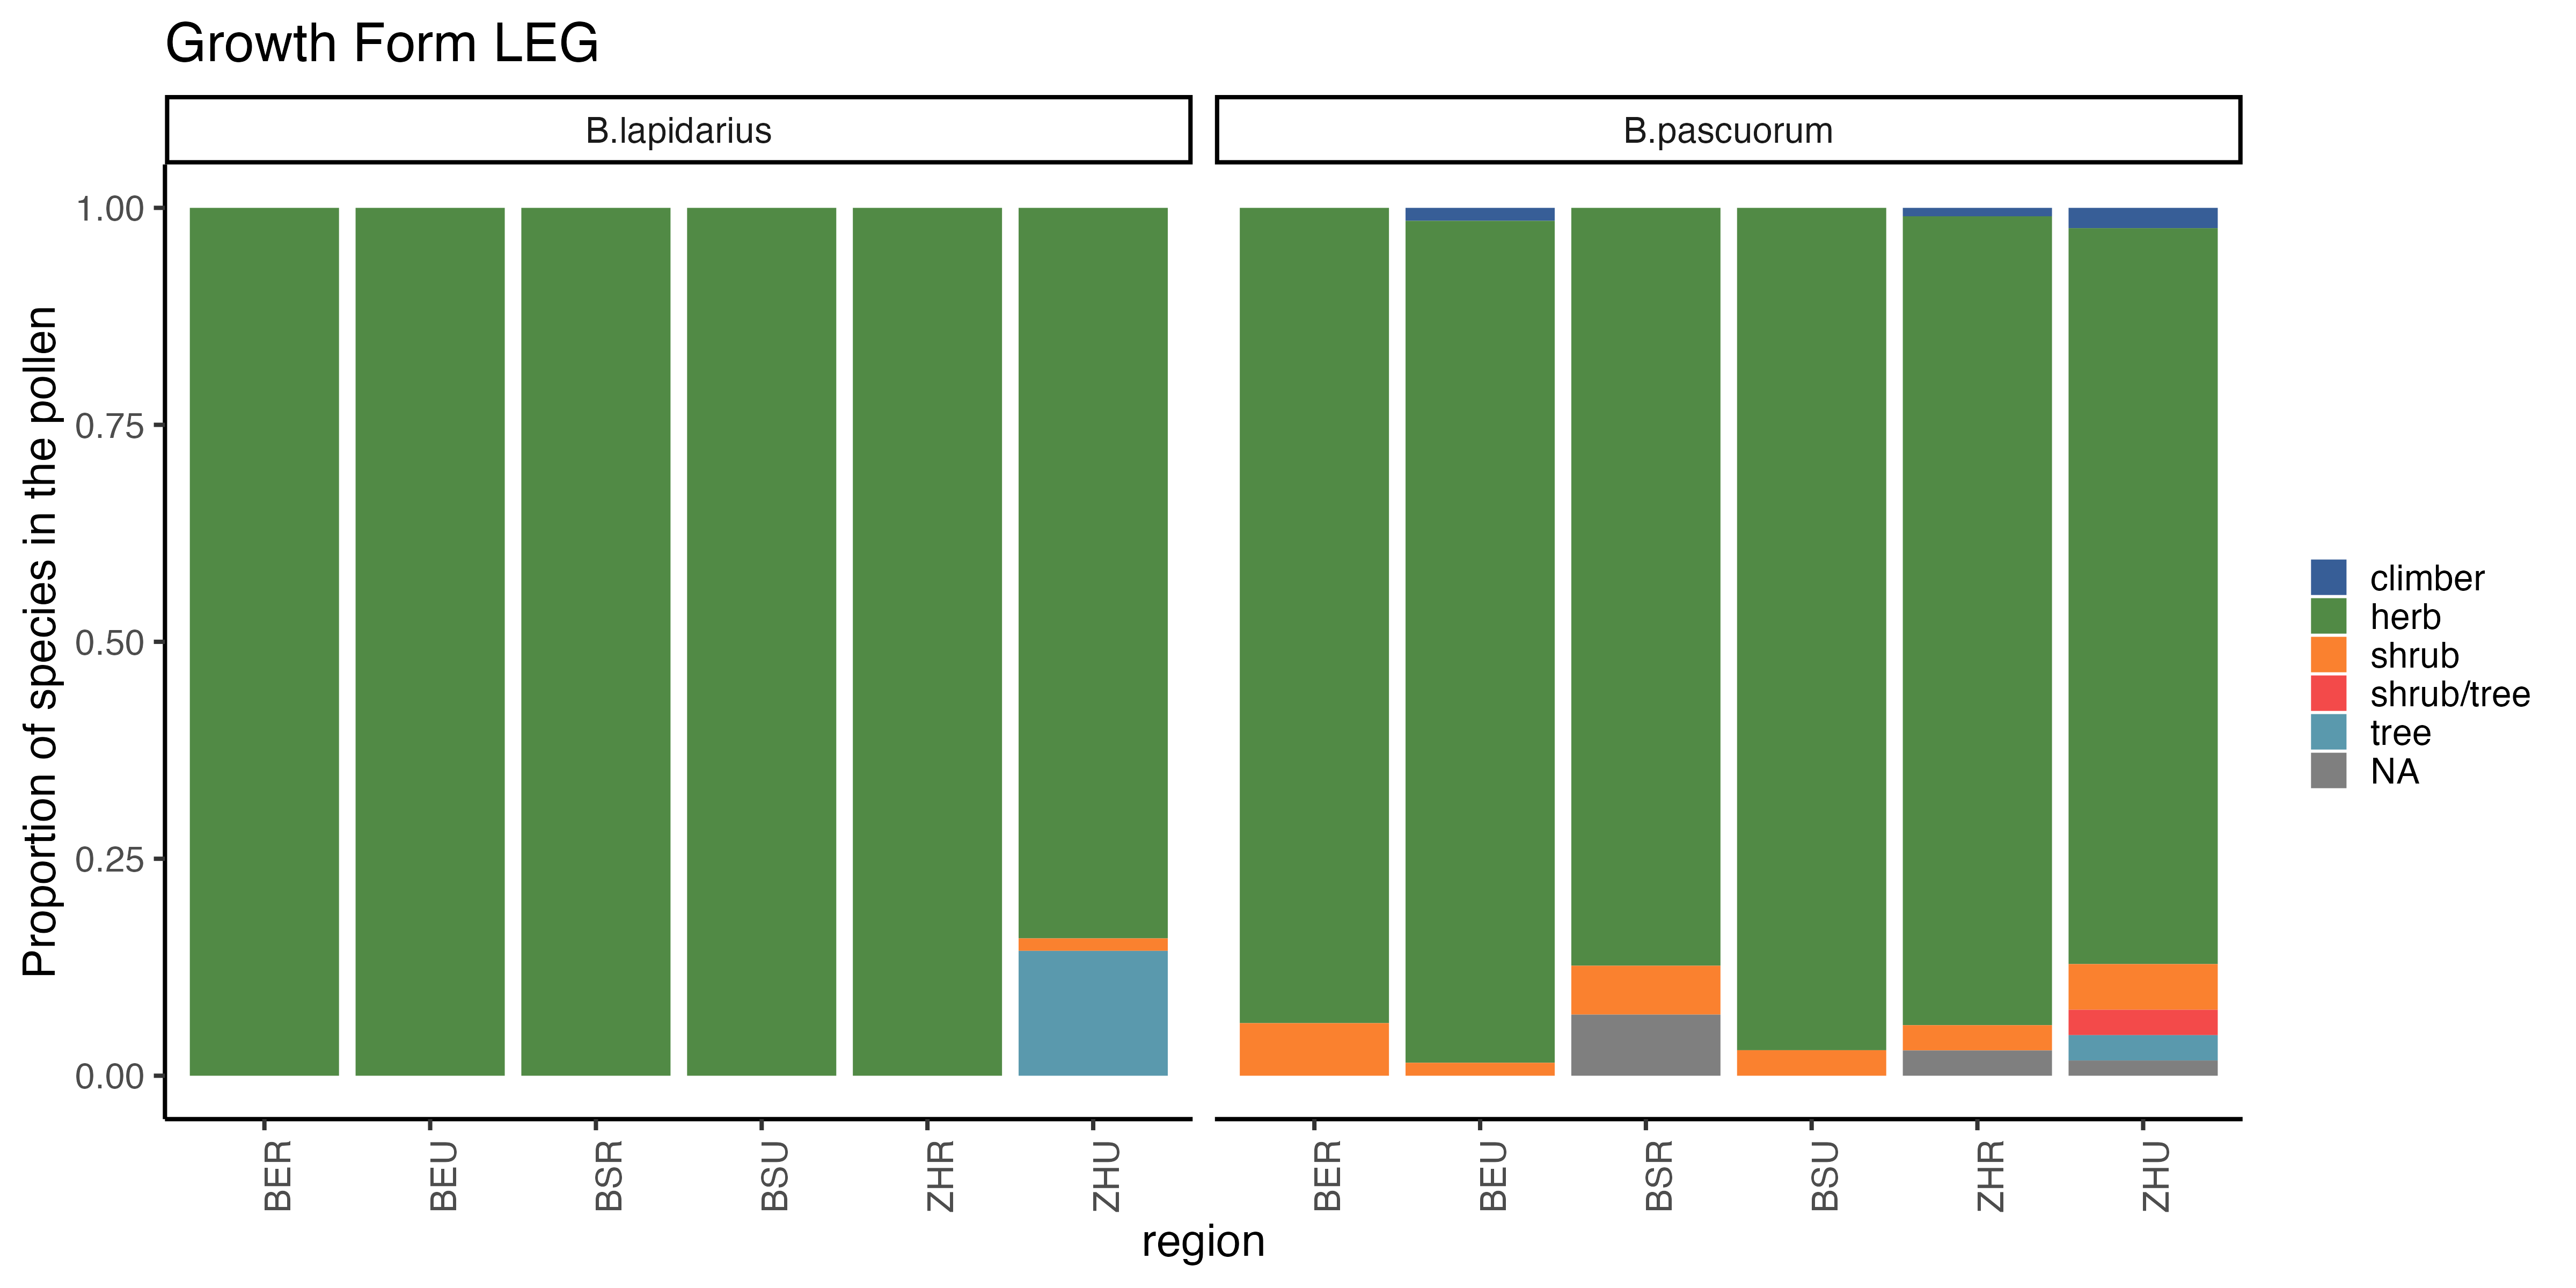 Growth Form LEG
B.lapidarius
B.pascuorum
Proportion of species in the pollen
1.00
0.75
0.50
0.25
0.00
BER
BEU
BSR
BSU
ZHR
ZHU
BER
BEU
BSR
BSU
ZHR
ZHU
region
climber
herb
shrub
shrub/tree
tree
NA